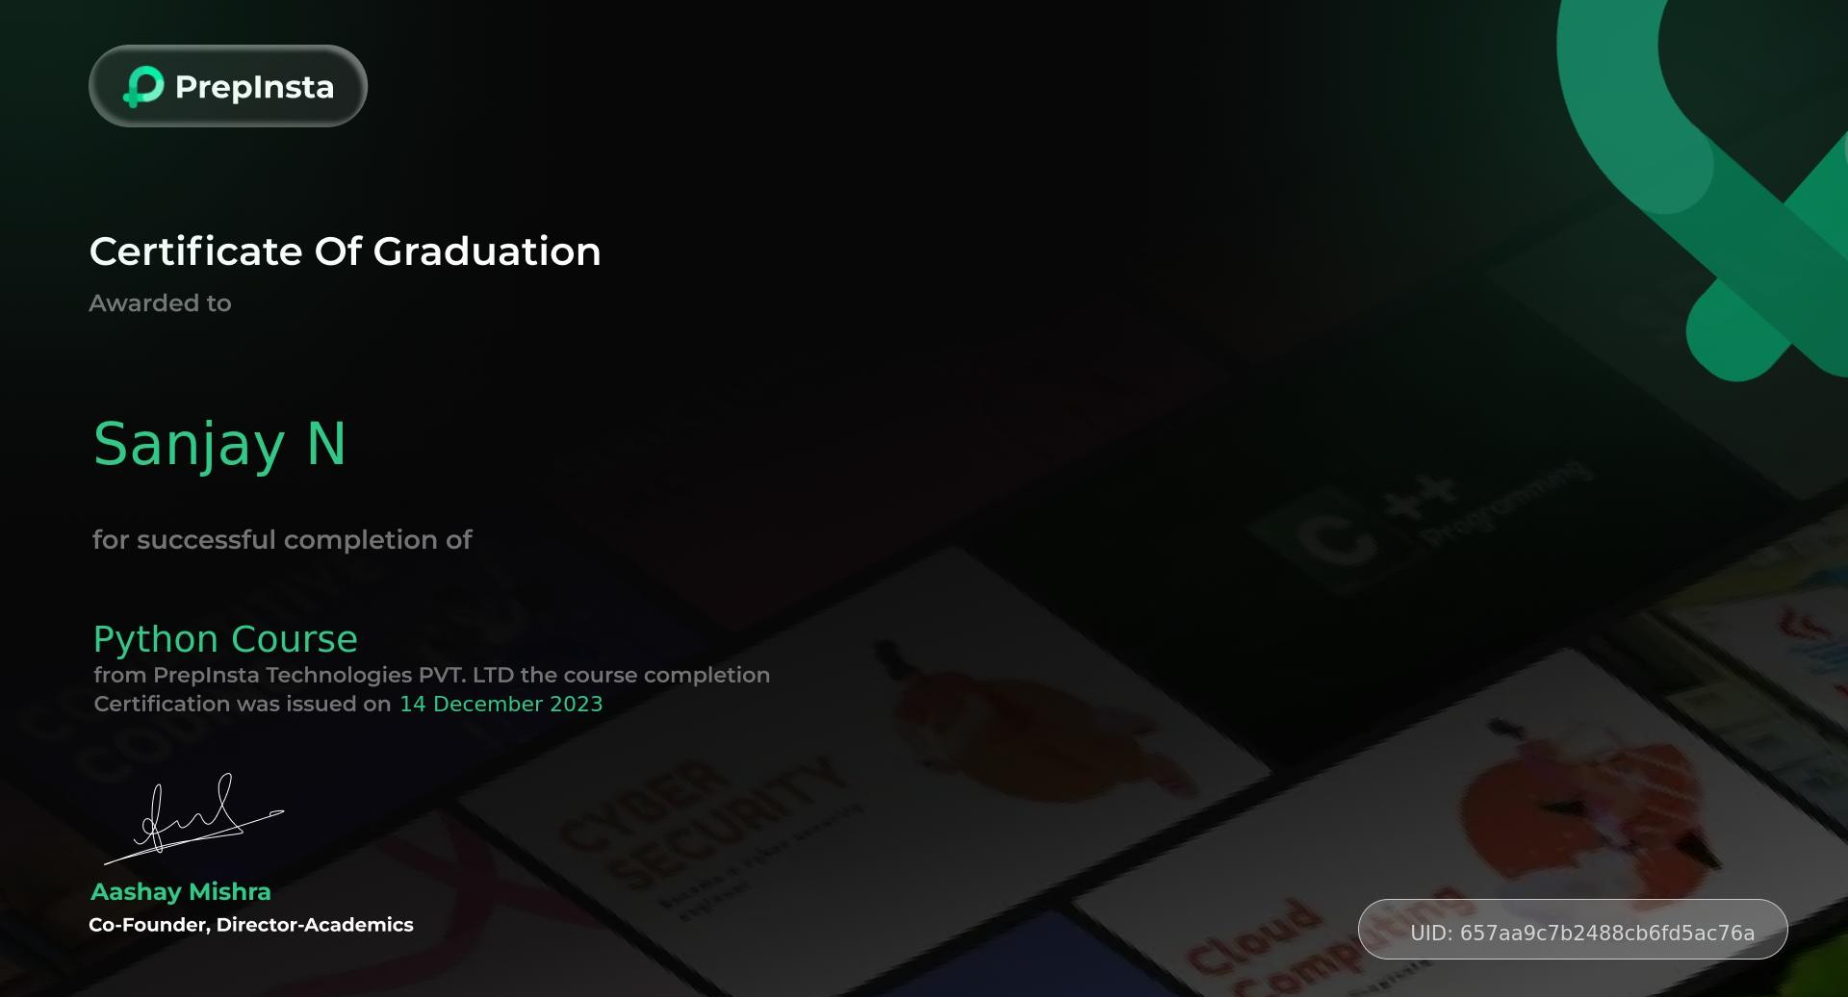 PrepInsta
Certificate Of Graduation
Awarded to
Sanjay N
for successful completion of
Python Course
from PrepInsta Technologies PVT. LTD the course completion
Certification was issued on 14 December 2023
C++
Programming
CYBER
SECURITY
Aashay Mishra
Co-Founder, Director-Academics
Cloud
Computing
UID: 657aa9c7b2488cb6fd5ac76a